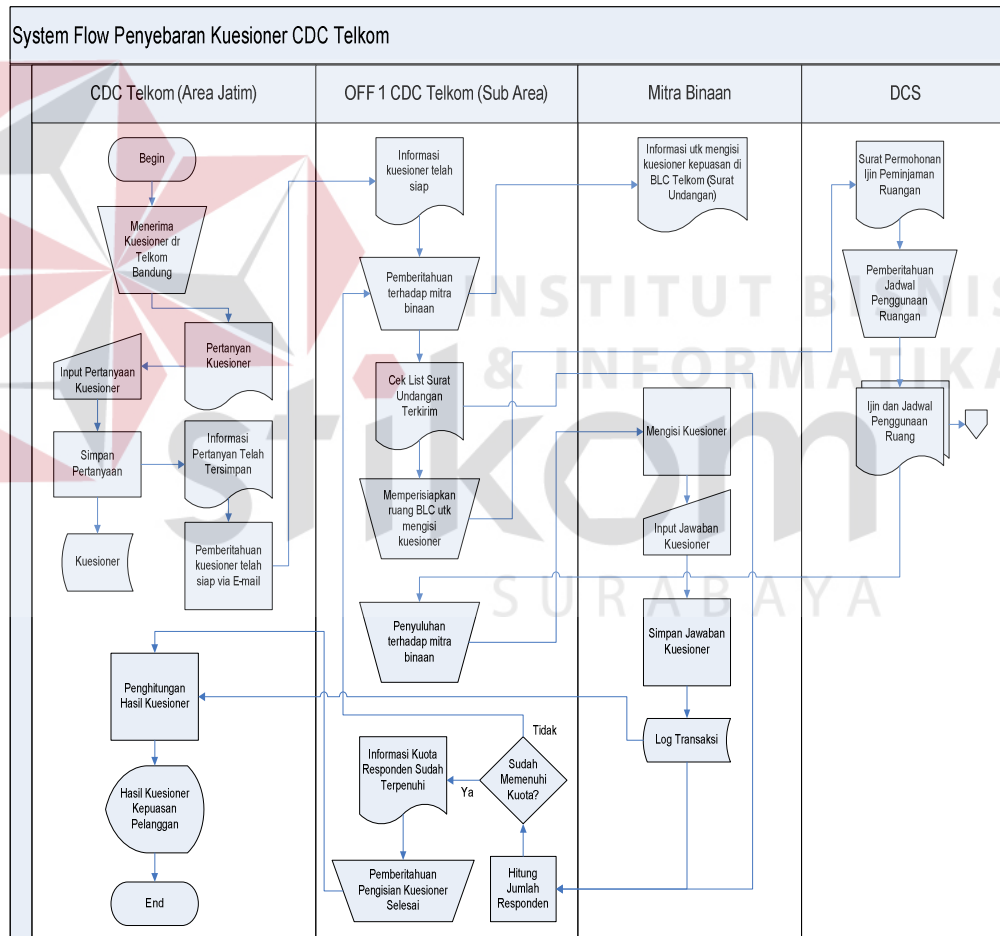 System Flow Penyebaran Kuesioner CDC Telkom
CDC Telkom (Area Jatim)
OFF 1 CDC Telkom (Sub Area)
Mitra Binaan
DCS
Begin
Menerima
Kuesioner dr
Telkom
Bandung
Pertanyan
Kuesioner
Input Pertanyaan
Kuesioner
Simpan
Pertanyaan
Informasi
Pertanyan Telah
Tersimpan
Kuesioner
Pemberitahuan
kuesioner telah
siap via E-mail
Penghitungan
Hasil Kuesioner
Hasil Kuesioner
Kepuasan
Pelanggan
End
Informasi
kuesioner telah
siap
Pemberitahuan
terhadap mitra
binaan
Cek List Surat
Undangan
Terkirim
Memperisiapkan
ruang BLC utk
mengisi
kuesioner
Penyuluhan
terhadap mitra
binaan
Tidak
Sudah
Memenuhi
Kuota?
Ya
Informasi Kuota
Responden Sudah
Terpenuhi
Pemberitahuan
Pengisian Kuesioner
Selesai
Hitung
Jumlah
Responden
Informasi utk mengisi
kuesioner kepuasan di
BLC Telkom (Surat
Undangan)
Mengisi Kuesioner
Input Jawaban
Kuesioner
Simpan Jawaban
Kuesioner
Log Transaksi
Surat Permohonan
Ijin Peminjaman
Ruangan
Pemberitahuan
Jadwal
Penggunaan
Ruangan
Ijin dan Jadwal
Penggunaan
Ruang
INSTITUT BISNIS
& INFORMATIKA
stikom
SURABAYA